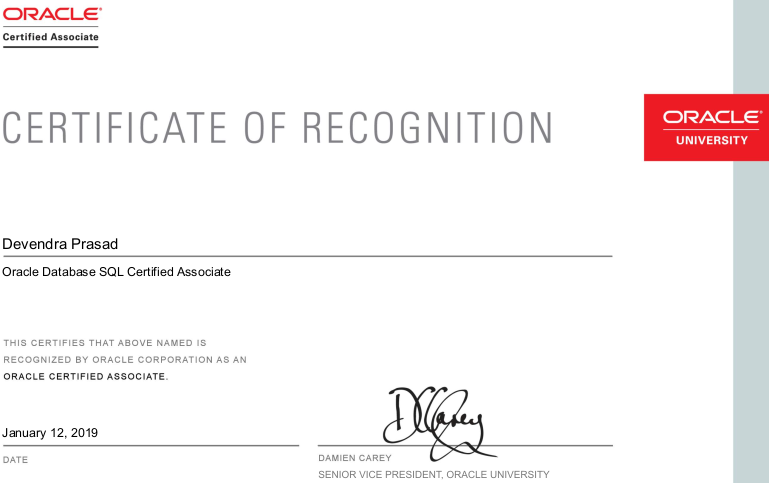 ORACLE
Certified Associate
CERTIFICATE OF RECOGNITION
ORACLE
UNIVERSITY
Devendra Prasad
Oracle Database SQL Certified Associate
THIS CERTIFIES THAT ABOVE NAMED IS
RECOGNIZED BY ORACLE CORPORATION AS AN
ORACLE CERTIFIED ASSOCIATE.
DCarey
January 12, 2019
DATE
DAMIEN CAREY
SENIOR VICE PRESIDENT, ORACLE UNIVERSITY